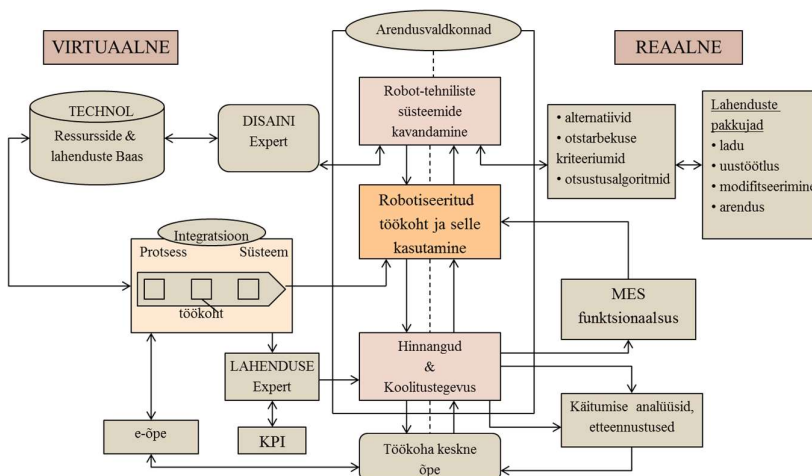 VIRTUAALNE
Arendusvaldkonnad
REAALNE
TECHNOL
Ressursside &
lahenduste Baas
DISAINI
Expert
Robot-tehniliste
süsteemide
kavandamine
• alternatiivid
• otstarbekuse
kriteeriumid
• otsustusalgoritmid
Lahenduste
pakkujad
• ladu
• uustöötlus
• modifitseerimine
• arendus
Robotiseeritud
töökoht ja selle
kasutamine
Integratsioon
Protsess Süsteem
töökoht
MES
funktsionaalsus
LAHENDUSE
Expert
Hinnangud
&
Koolitustegevus
Käitumise analüüsid,
etteennustused
e-õpe
KPI
Töökoha keskne
õpe